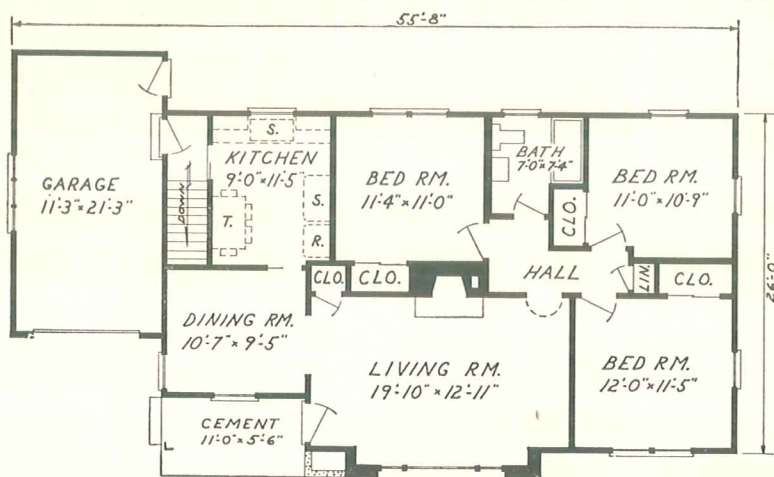 55'-8"
GARAGE
11'-3" × 21'-3"
DOWN
S.
KITCHEN
9'-0" × 11'-5"
T.
S.
R.
BED RM.
11'-4" × 11'-0"
BATH
7'-0" × 7'-4"
CLO.
BED RM.
11'-0" × 10'-9"
CLO.
CLO.
HALL
LIN.
CLO.
26'-0"
DINING RM.
10'-7" × 9'-5"
LIVING RM.
19'-10" × 12'-11"
BED RM.
12'-0" × 11'-5"
CEMENT
11'-0" × 5'-6"